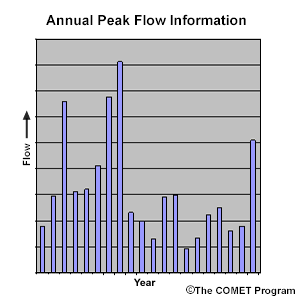 Annual Peak Flow Information
Flow
Year
©The COMET Program